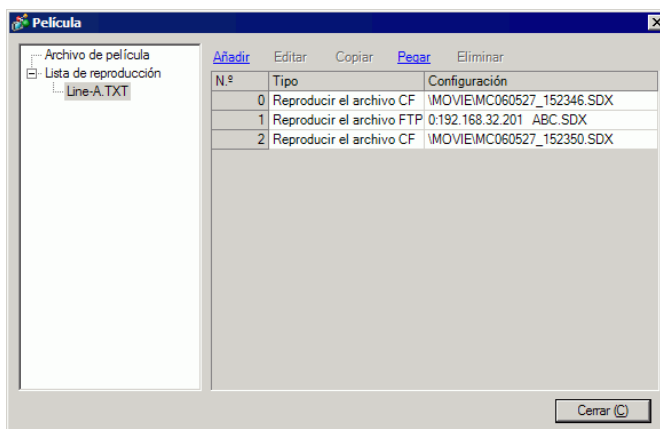 Película
Archivo de película
Lista de reproducción
Line-A.TXT
Añadir Editar Copiar Pegar Eliminar
N.º Tipo Configuración
0 Reproducir el archivo CF \MOVIE\MC060527_152346.SDX
1 Reproducir el archivo FTP 0:192.168.32.201 ABC.SDX
2 Reproducir el archivo CF \MOVIE\MC060527_152350.SDX
Cerrar (C)